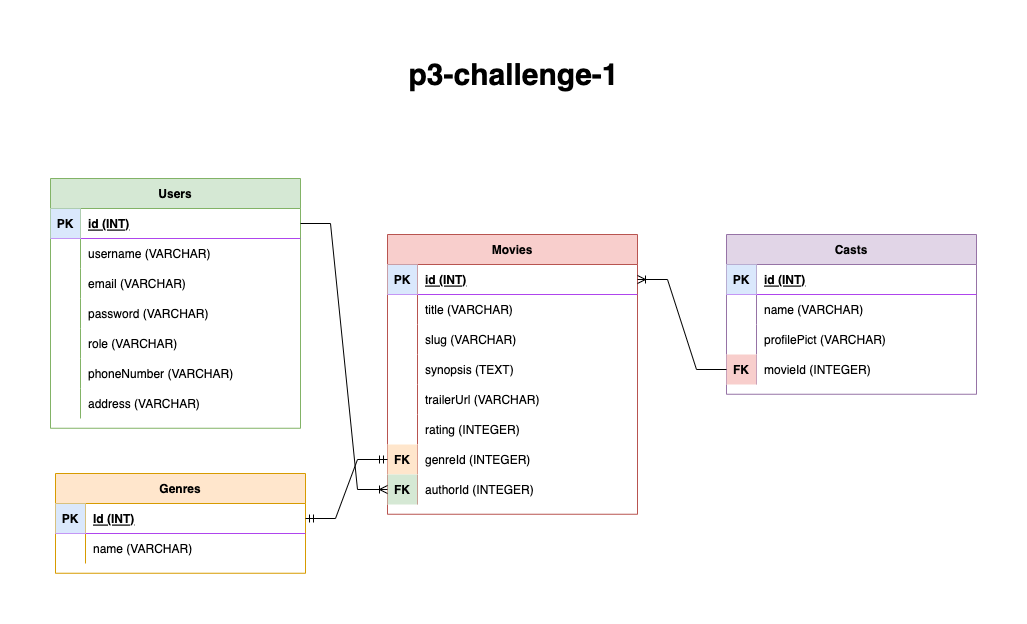 p3-challenge-1
Users
PK id (INT)
username (VARCHAR)
email (VARCHAR)
password (VARCHAR)
role (VARCHAR)
phoneNumber (VARCHAR)
address (VARCHAR)
Genres
PK Id (INT)
name (VARCHAR)
Movies
PK id (INT)
title (VARCHAR)
slug (VARCHAR)
synopsis (TEXT)
trailerUrl (VARCHAR)
rating (INTEGER)
FK genreId (INTEGER)
FK authorId (INTEGER)
Casts
PK id (INT)
name (VARCHAR)
profilePict (VARCHAR)
FK movieId (INTEGER)